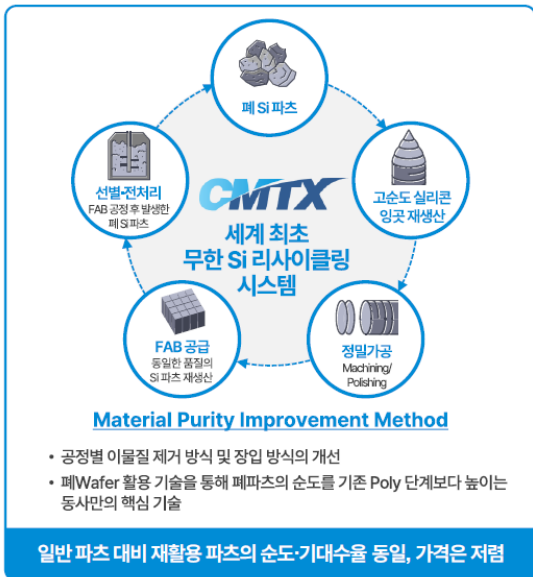 폐 Si 파츠
선별·전처리
FAB 공정 후 발생한
폐 Si 파츠
고순도 실리콘
잉곳 재생산
CMTX
세계 최초
무한 Si 리사이클링
시스템
FAB 공급
동일한 품질의
Si 파츠 재생산
정밀가공
Machining/
Polishing
Material Purity Improvement Method
• 공정별 이물질 제거 방식 및 장입 방식의 개선
• 폐Wafer 활용 기술을 통해 폐파츠의 순도를 기존 Poly 단계보다 높이는
동사만의 핵심 기술
일반 파츠 대비 재활용 파츠의 순도·기대수율 동일, 가격은 저렴